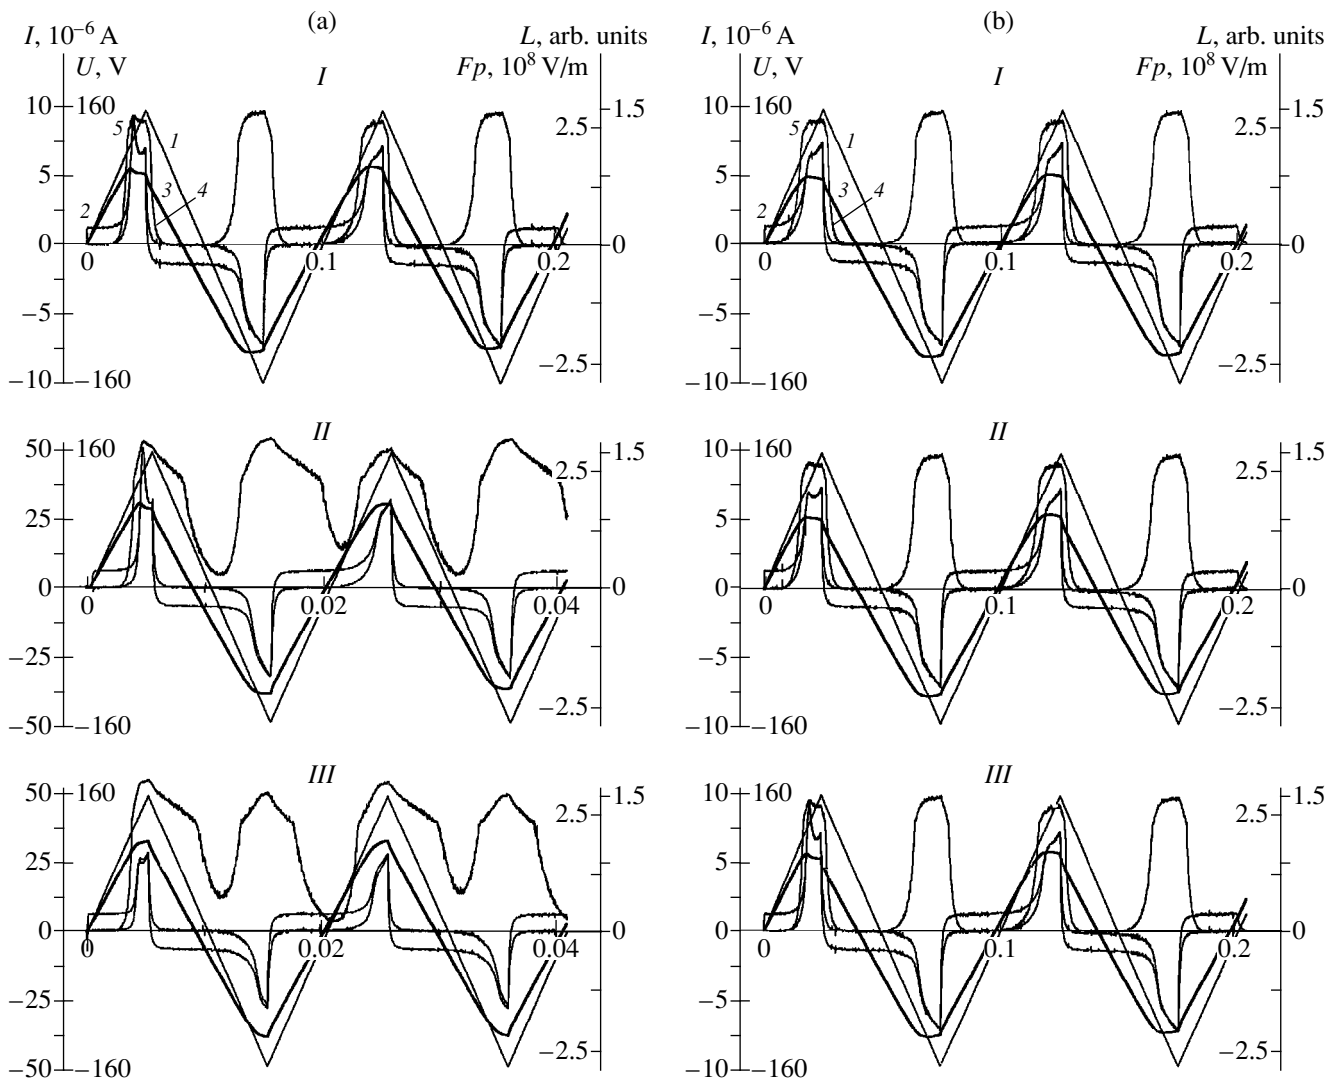 (a)
I, 10⁻⁶ A
U, V
L, arb. units
Fp, 10⁸ V/m
I
10 160 1.5
5 1 2.5
5 3 4
2
0 0
0 0.1 0.2
−5
−2.5
−10 −160
II
50 160 1.5
2.5
25
0 0
0 0.02 0.04
−25
−2.5
−50 −160
III
50 160 1.5
2.5
25
0 0
0 0.02 0.04
−25
−2.5
−50 −160
(b)
I, 10⁻⁶ A
U, V
L, arb. units
Fp, 10⁸ V/m
I
10 160 1.5
5 1 2.5
5 3 4
2
0 0
0 0.1 0.2
−5
−2.5
−10 −160
II
10 160 1.5
2.5
5
0 0
0 0.1 0.2
−5
−2.5
−10 −160
III
10 160 1.5
2.5
5
0 0
0 0.1 0.2
−5
−2.5
−10 −160